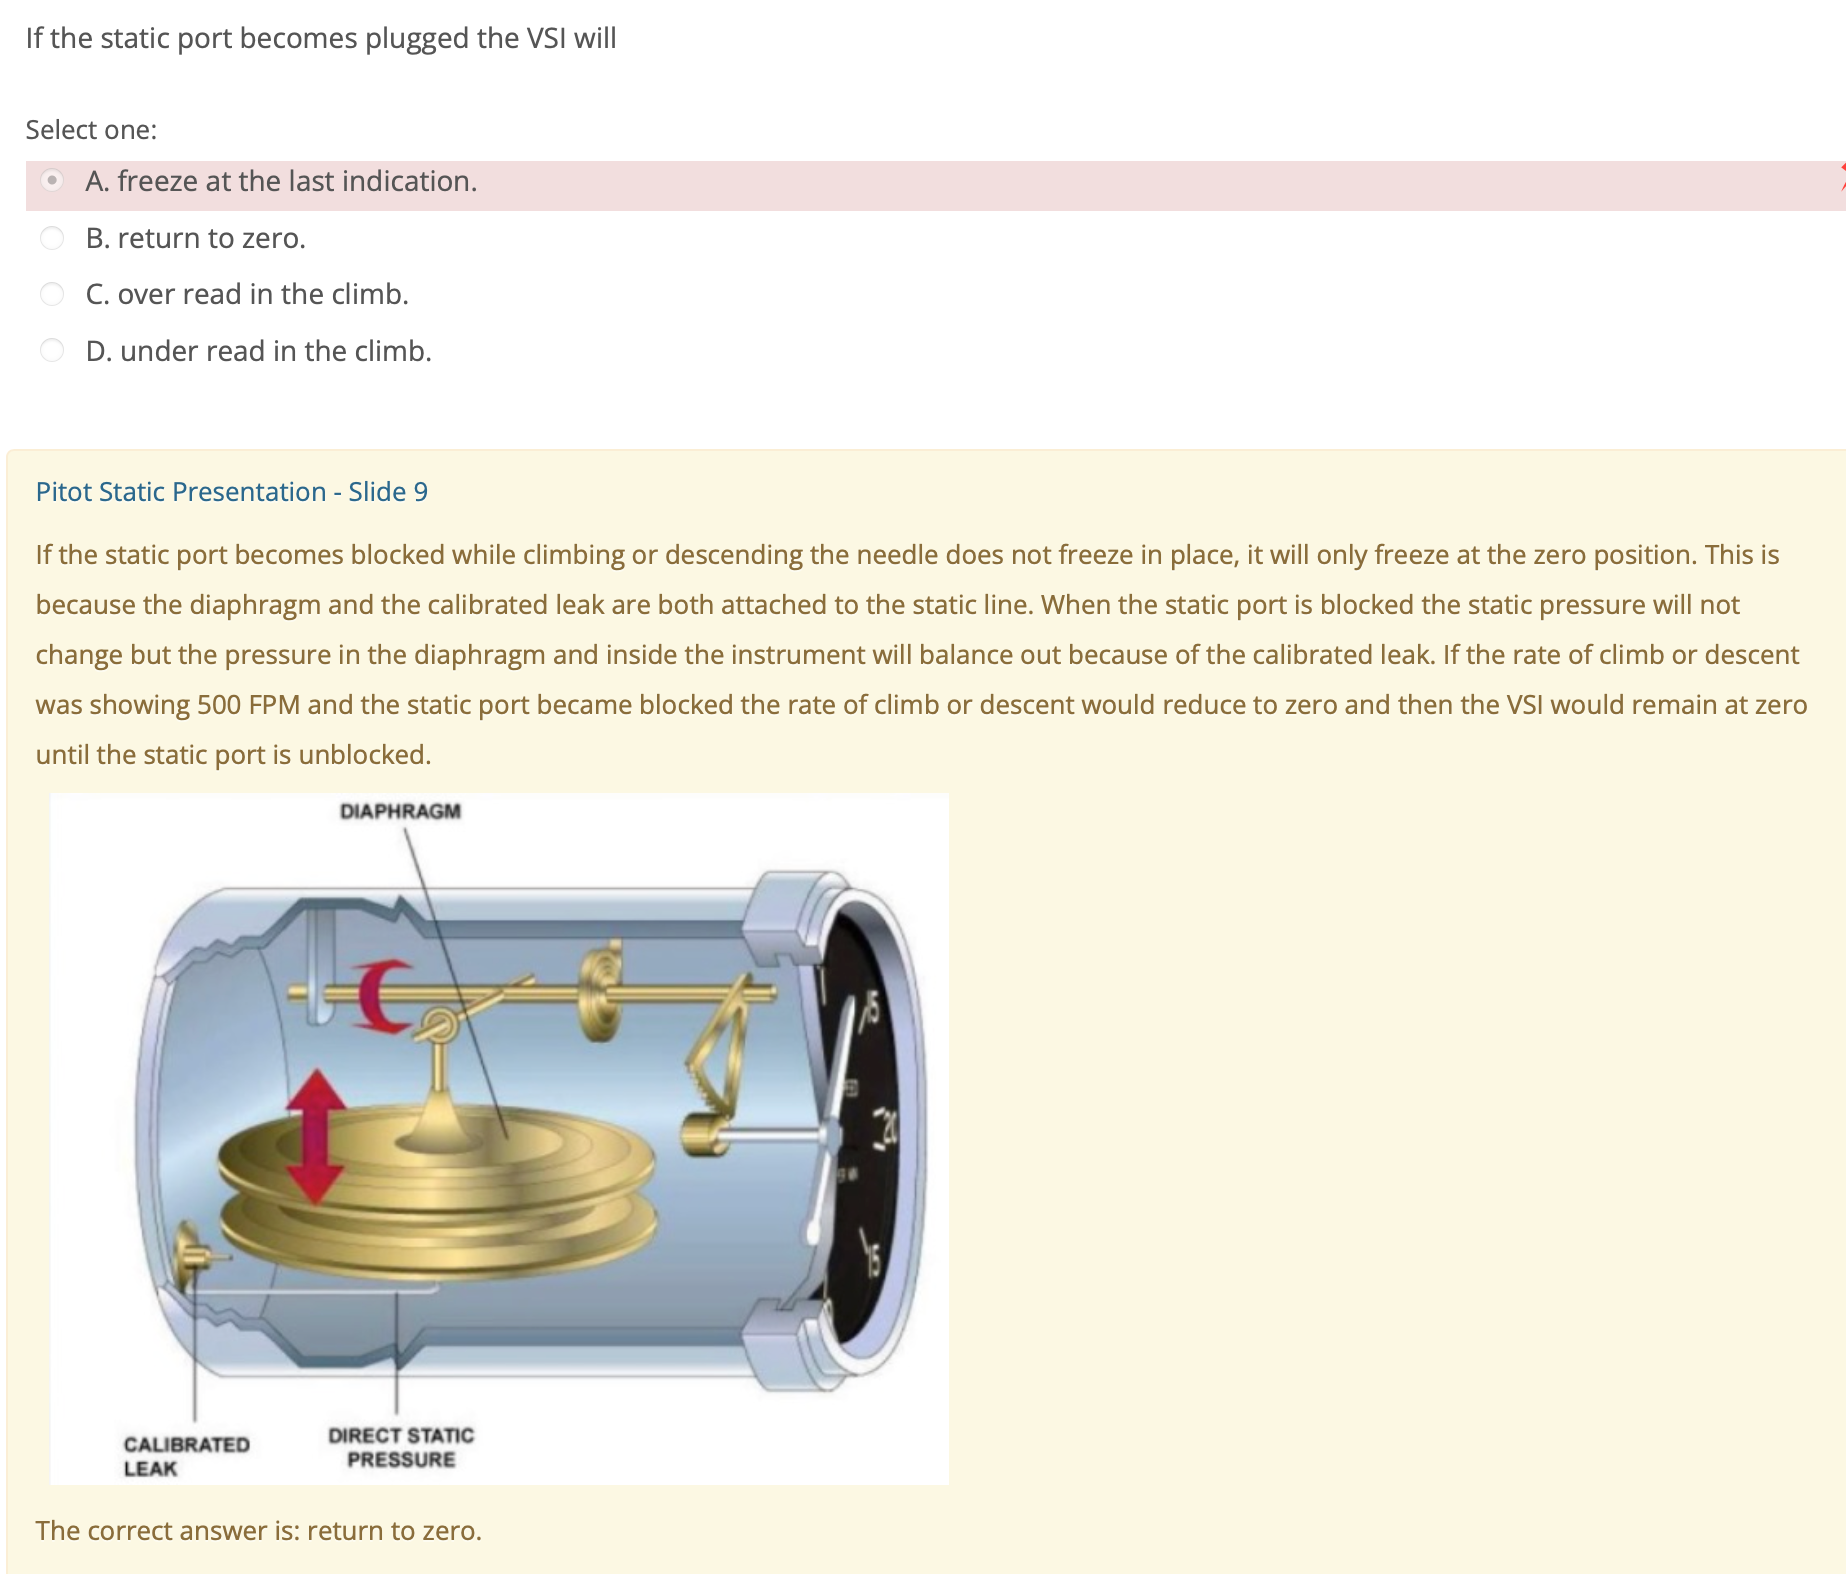 If the static port becomes plugged the VSI will
Select one:
A. freeze at the last indication.
B. return to zero.
C. over read in the climb.
D. under read in the climb.
Pitot Static Presentation - Slide 9
If the static port becomes blocked while climbing or descending the needle does not freeze in place, it will only freeze at the zero position. This is
because the diaphragm and the calibrated leak are both attached to the static line. When the static port is blocked the static pressure will not
change but the pressure in the diaphragm and inside the instrument will balance out because of the calibrated leak. If the rate of climb or descent
was showing 500 FPM and the static port became blocked the rate of climb or descent would reduce to zero and then the VSI would remain at zero
until the static port is unblocked.
DIAPHRAGM
15
20
15
CALIBRATED
LEAK
DIRECT STATIC
PRESSURE
The correct answer is: return to zero.